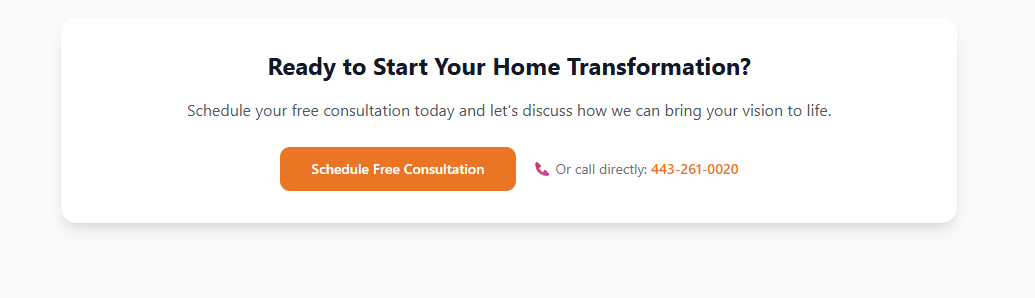 Ready to Start Your Home Transformation?
Schedule your free consultation today and let's discuss how we can bring your vision to life.
Schedule Free Consultation
Or call directly: 443-261-0020